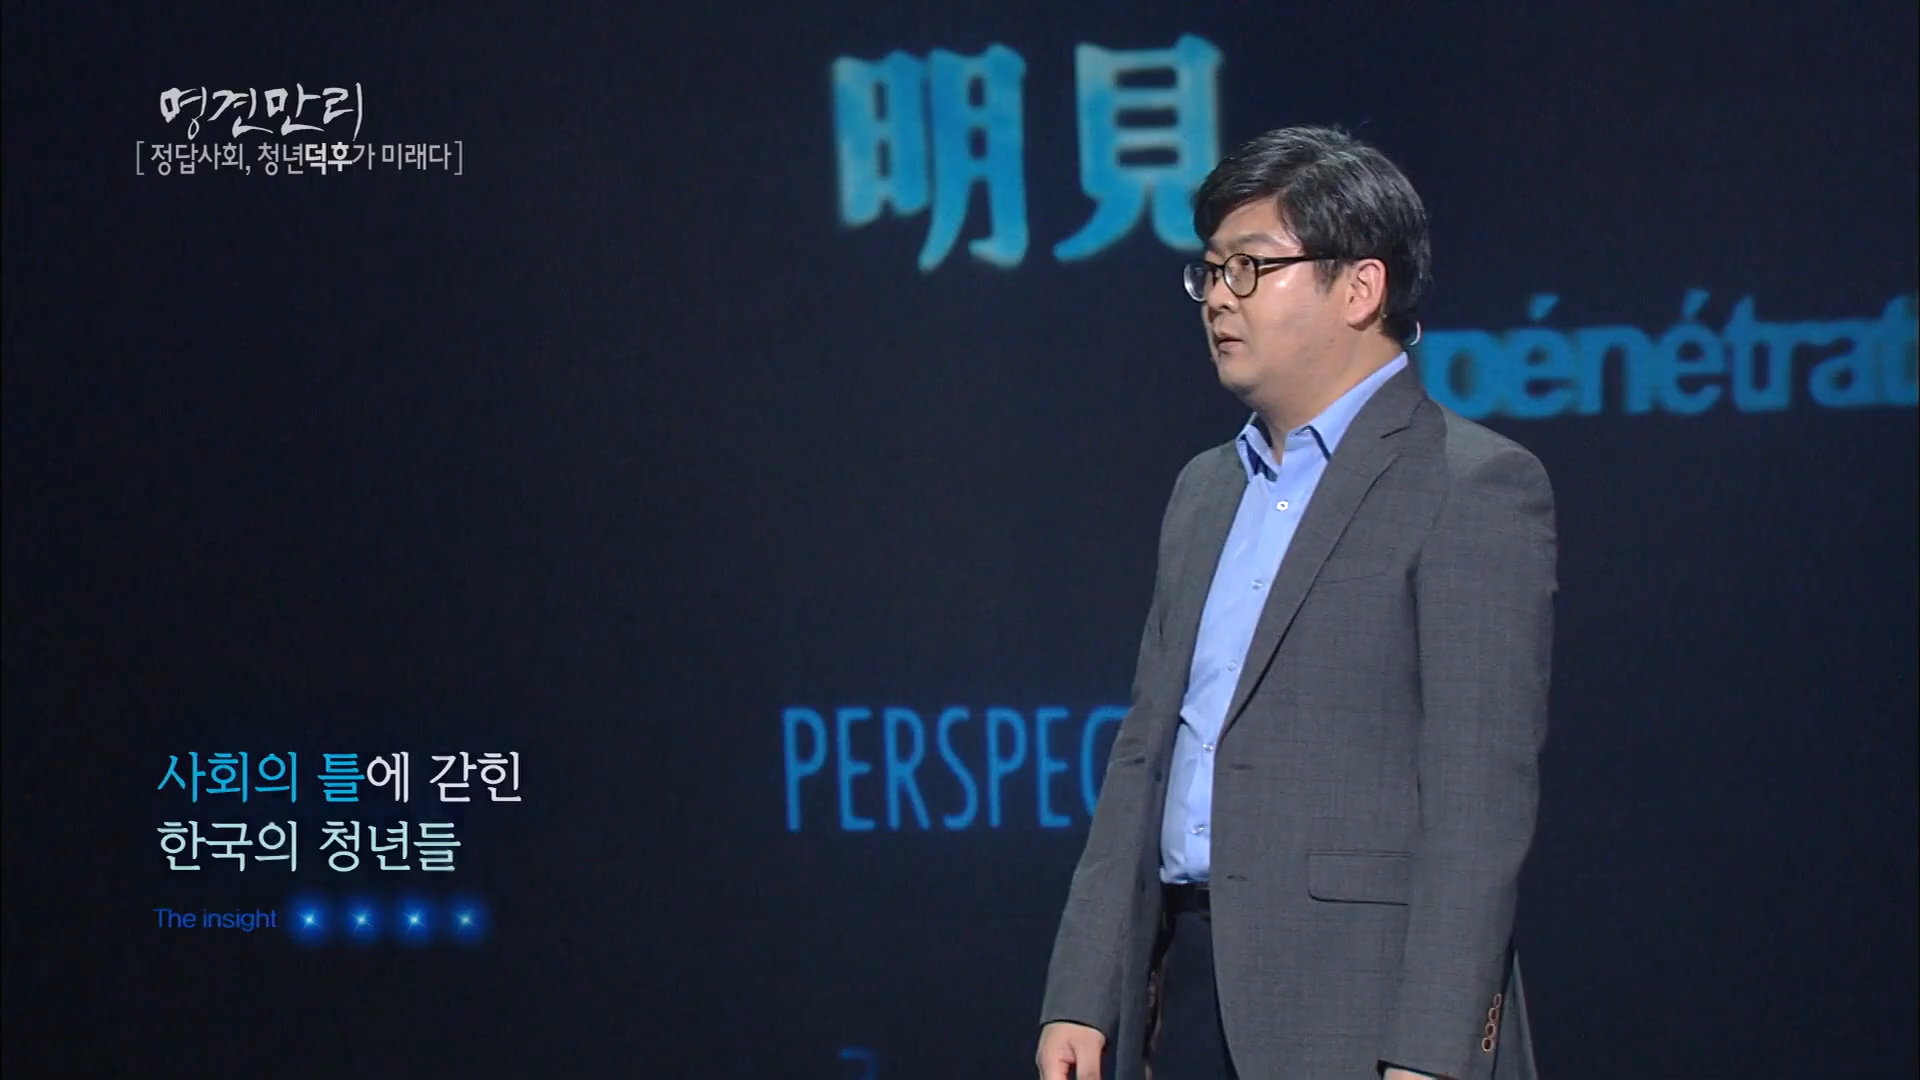 명견만리
[ 정답사회, 청년덕후가 미래다 ]
明見
pénétrat
PERSPEC
사회의 틀에 갇힌
한국의 청년들
The insight